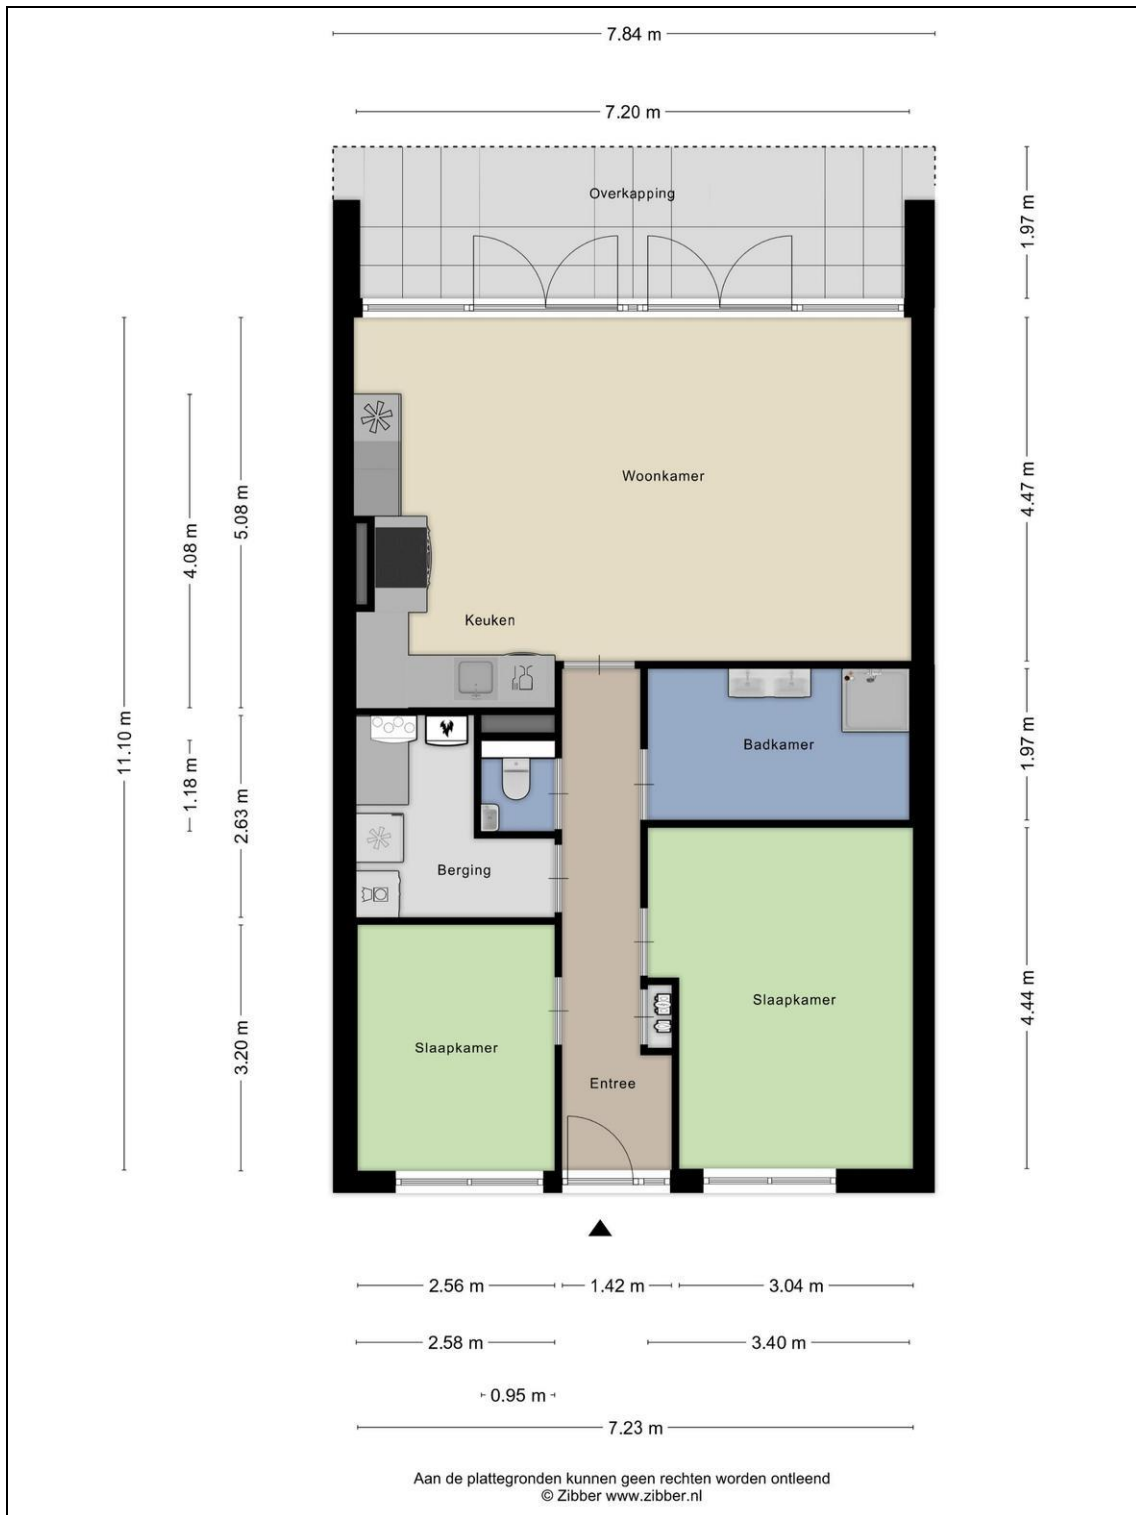 7.84 m
7.20 m
Overkapping
1.97 m
Woonkamer
4.47 m
5.08 m
4.08 m
Keuken
11.10 m
Badkamer
1.97 m
1.18 m
2.63 m
Berging
Slaapkamer
4.44 m
Slaapkamer
3.20 m
Entree
2.56 m
1.42 m
3.04 m
2.58 m
3.40 m
0.95 m
7.23 m
Aan de plattegronden kunnen geen rechten worden ontleend
© Zibber www.zibber.nl